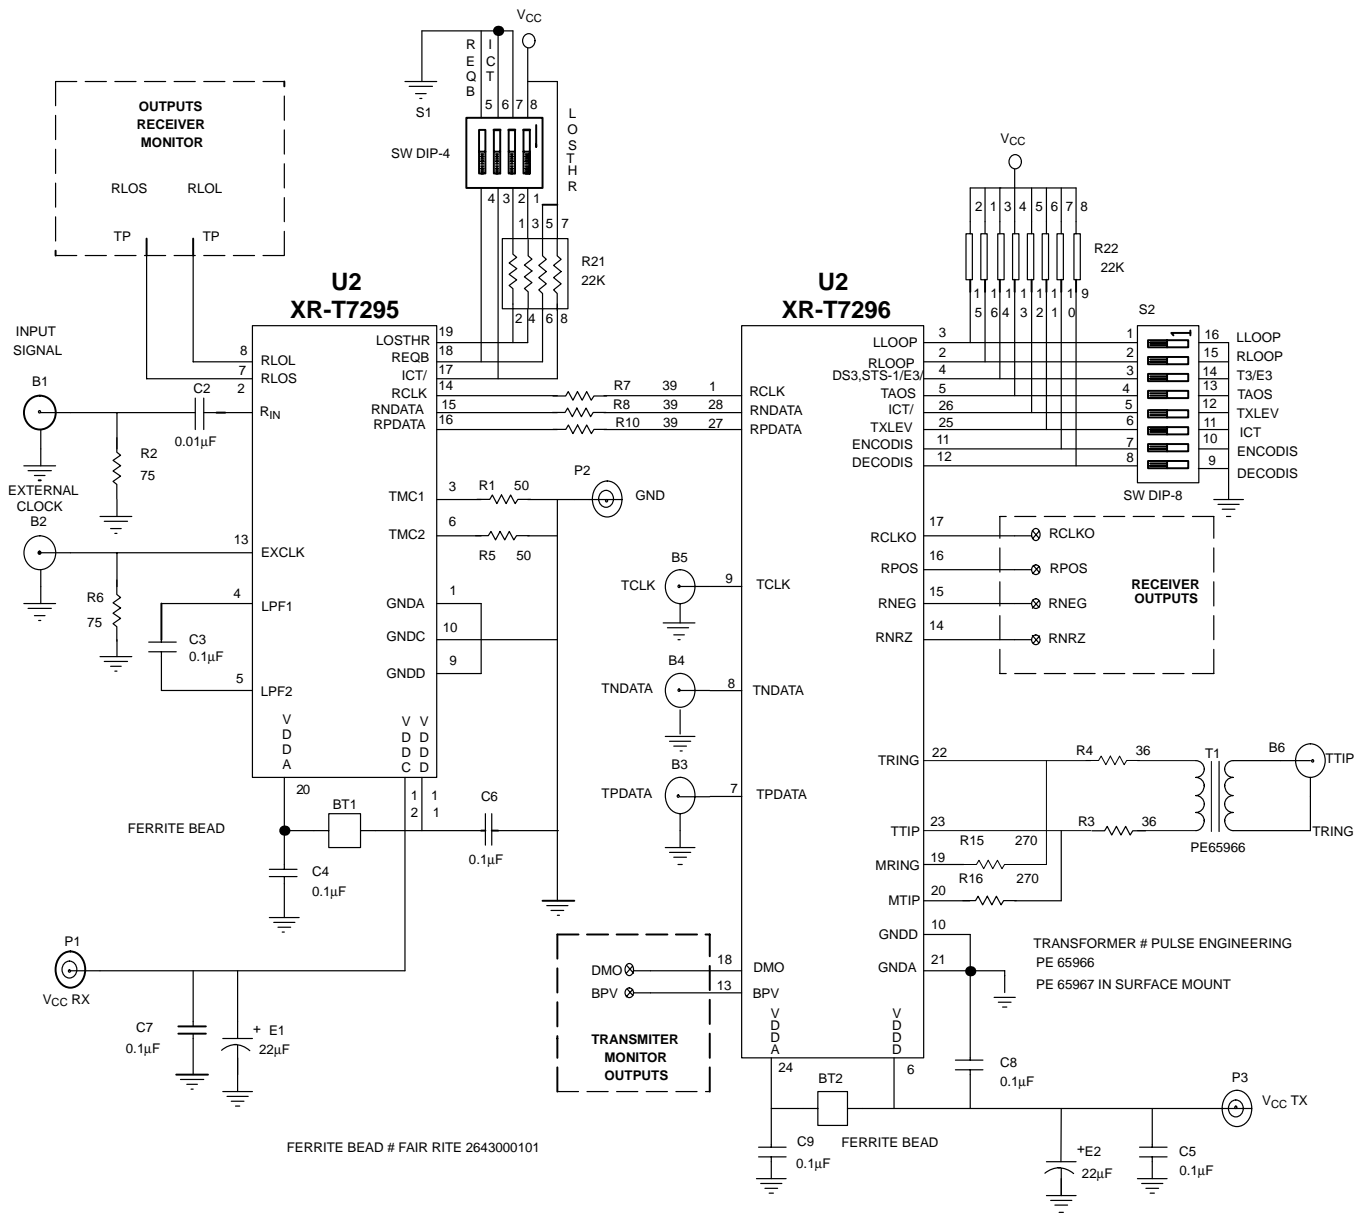 VCC
REQB
ICT
LOSTHR
S1
5 6 7 8
SW DIP-4
4 3 2 1
1 3 5 7
R21
22K
2 4 6 8
OUTPUTS
RECEIVER
MONITOR
RLOS RLOL
TP TP
VCC
2 1 3 4 5 6 7 8
R22
22K
1 1 1 1 1 1 1 9
5 6 4 3 2 1 0
U2
XR-T7295
INPUT
SIGNAL
B1
C2
0.01µF
R2
75
EXTERNAL
CLOCK
B2
R6
75
C3
0.1µF
8 RLOL
7 RLOS
2 RIN
13 EXCLK
4 LPF1
5 LPF2
LOSTHR 19
REQB 18
ICT/ 17
RCLK 14
RNDATA 15
RPDATA 16
TMC1 3
TMC2 6
GNDA 1
GNDC 10
GNDD 9
VDDA
VDDC
VDDD
20
12
11
R7 39
R8 39
R10 39
R1 50
R5 50
P2
GND
BT1
FERRITE BEAD
C4
0.1µF
C6
0.1µF
P1
VCC RX
C7
0.1µF
+ E1
22µF
FERRITE BEAD # FAIR RITE 2643000101
U2
XR-T7296
1 RCLK
28 RNDATA
27 RPDATA
B5
TCLK 9 TCLK
B4
TNDATA 8 TNDATA
B3
TPDATA 7 TPDATA
DMO 18 DMO
BPV 13 BPV
TRANSMITER
MONITOR
OUTPUTS
LLOOP 3
RLOOP 2
DS3,STS-1/E3/ 4
TAOS 5
ICT/ 26
TXLEV 25
ENCODIS 11
DECODIS 12
S2
1 16 LLOOP
2 15 RLOOP
3 14 T3/E3
4 13 TAOS
5 12 TXLEV
6 11 ICT
7 10 ENCODIS
8 9 DECODIS
SW DIP-8
RCLKO 17 RCLKO
RPOS 16 RPOS
RNEG 15 RNEG
RNRZ 14 RNRZ
RECEIVER
OUTPUTS
TRING 22
R4 36
T1
B6
TTIP
TTIP 23
R3 36
TRING
PE65966
MRING 19
R15 270
MTIP 20
R16 270
GNDD 10
GNDA 21
TRANSFORMER # PULSE ENGINEERING
PE 65966
PE 65967 IN SURFACE MOUNT
VDDA
VDDD
24
6
BT2
FERRITE BEAD
C8
0.1µF
C9
0.1µF
P3
VCC TX
+E2
22µF
C5
0.1µF